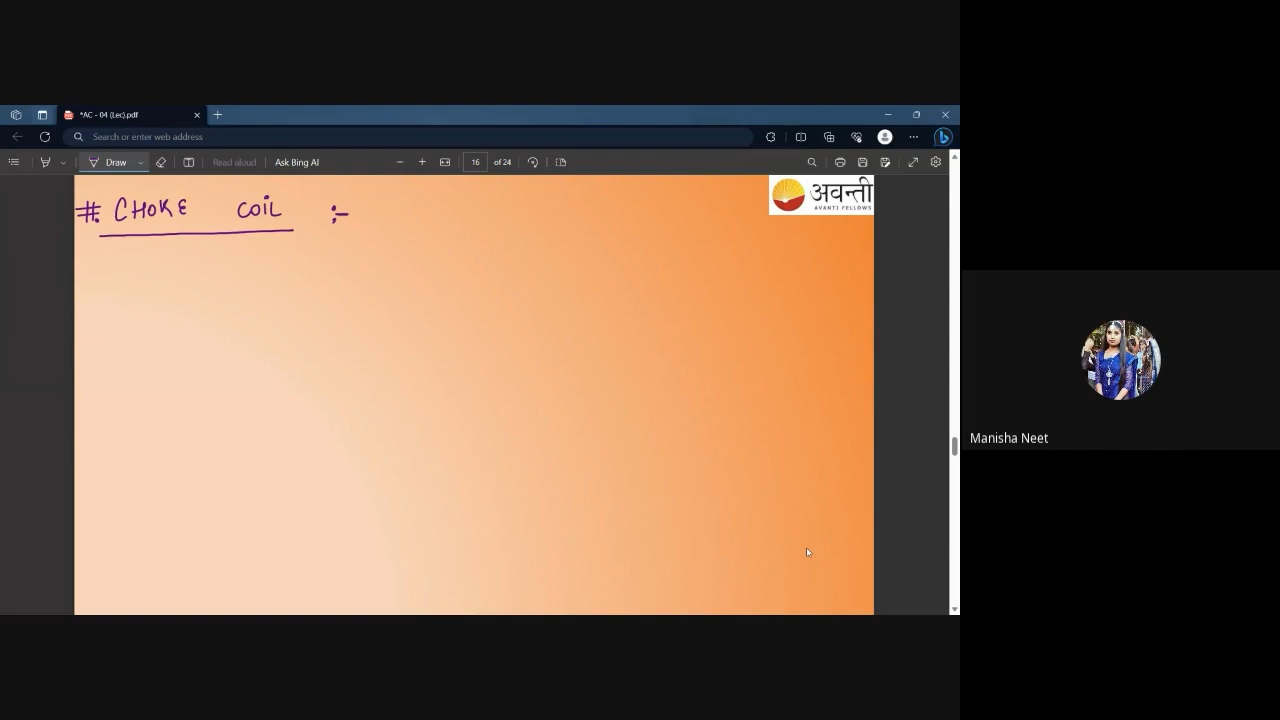 *AC - 04 (Lec).pdf
Search or enter web address
Draw
Read aloud
Ask Bing AI
16
of 24
#. CHOKE COIL :-
अवन्ती
AVANTI FELLOWS
Manisha Neet